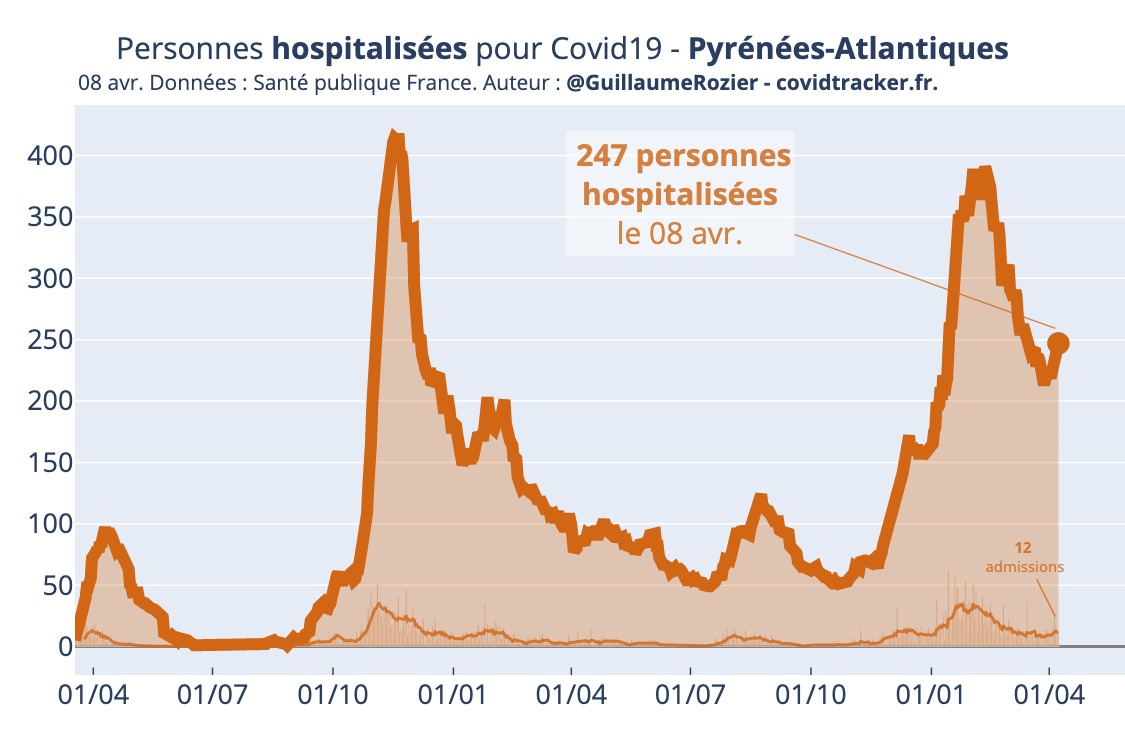 Personnes hospitalisées pour Covid19 - Pyrénées-Atlantiques
08 avr. Données : Santé publique France. Auteur : @GuillaumeRozier - covidtracker.fr.
400
350
300
250
200
150
100
50
0
247 personnes
hospitalisées
le 08 avr.
12
admissions
01/04 01/07 01/10 01/01 01/04 01/07 01/10 01/01 01/04